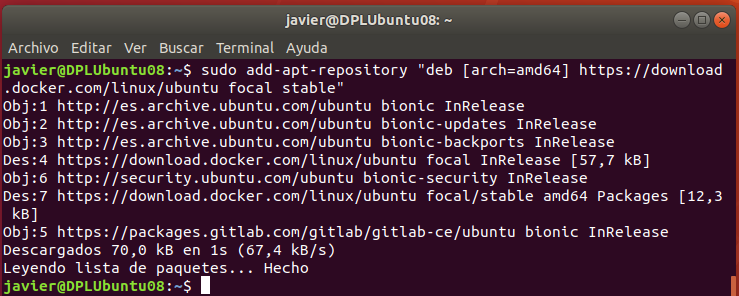 javier@DPLUbuntu08: ~
Archivo Editar Ver Buscar Terminal Ayuda
javier@DPLUbuntu08:~$ sudo add-apt-repository "deb [arch=amd64] https://download
.docker.com/linux/ubuntu focal stable"
Obj:1 http://es.archive.ubuntu.com/ubuntu bionic InRelease
Obj:2 http://es.archive.ubuntu.com/ubuntu bionic-updates InRelease
Obj:3 http://es.archive.ubuntu.com/ubuntu bionic-backports InRelease
Des:4 https://download.docker.com/linux/ubuntu focal InRelease [57,7 kB]
Obj:6 http://security.ubuntu.com/ubuntu bionic-security InRelease
Des:7 https://download.docker.com/linux/ubuntu focal/stable amd64 Packages [12,3
 kB]
Obj:5 https://packages.gitlab.com/gitlab/gitlab-ce/ubuntu bionic InRelease
Descargados 70,0 kB en 1s (67,4 kB/s)
Leyendo lista de paquetes... Hecho
javier@DPLUbuntu08:~$